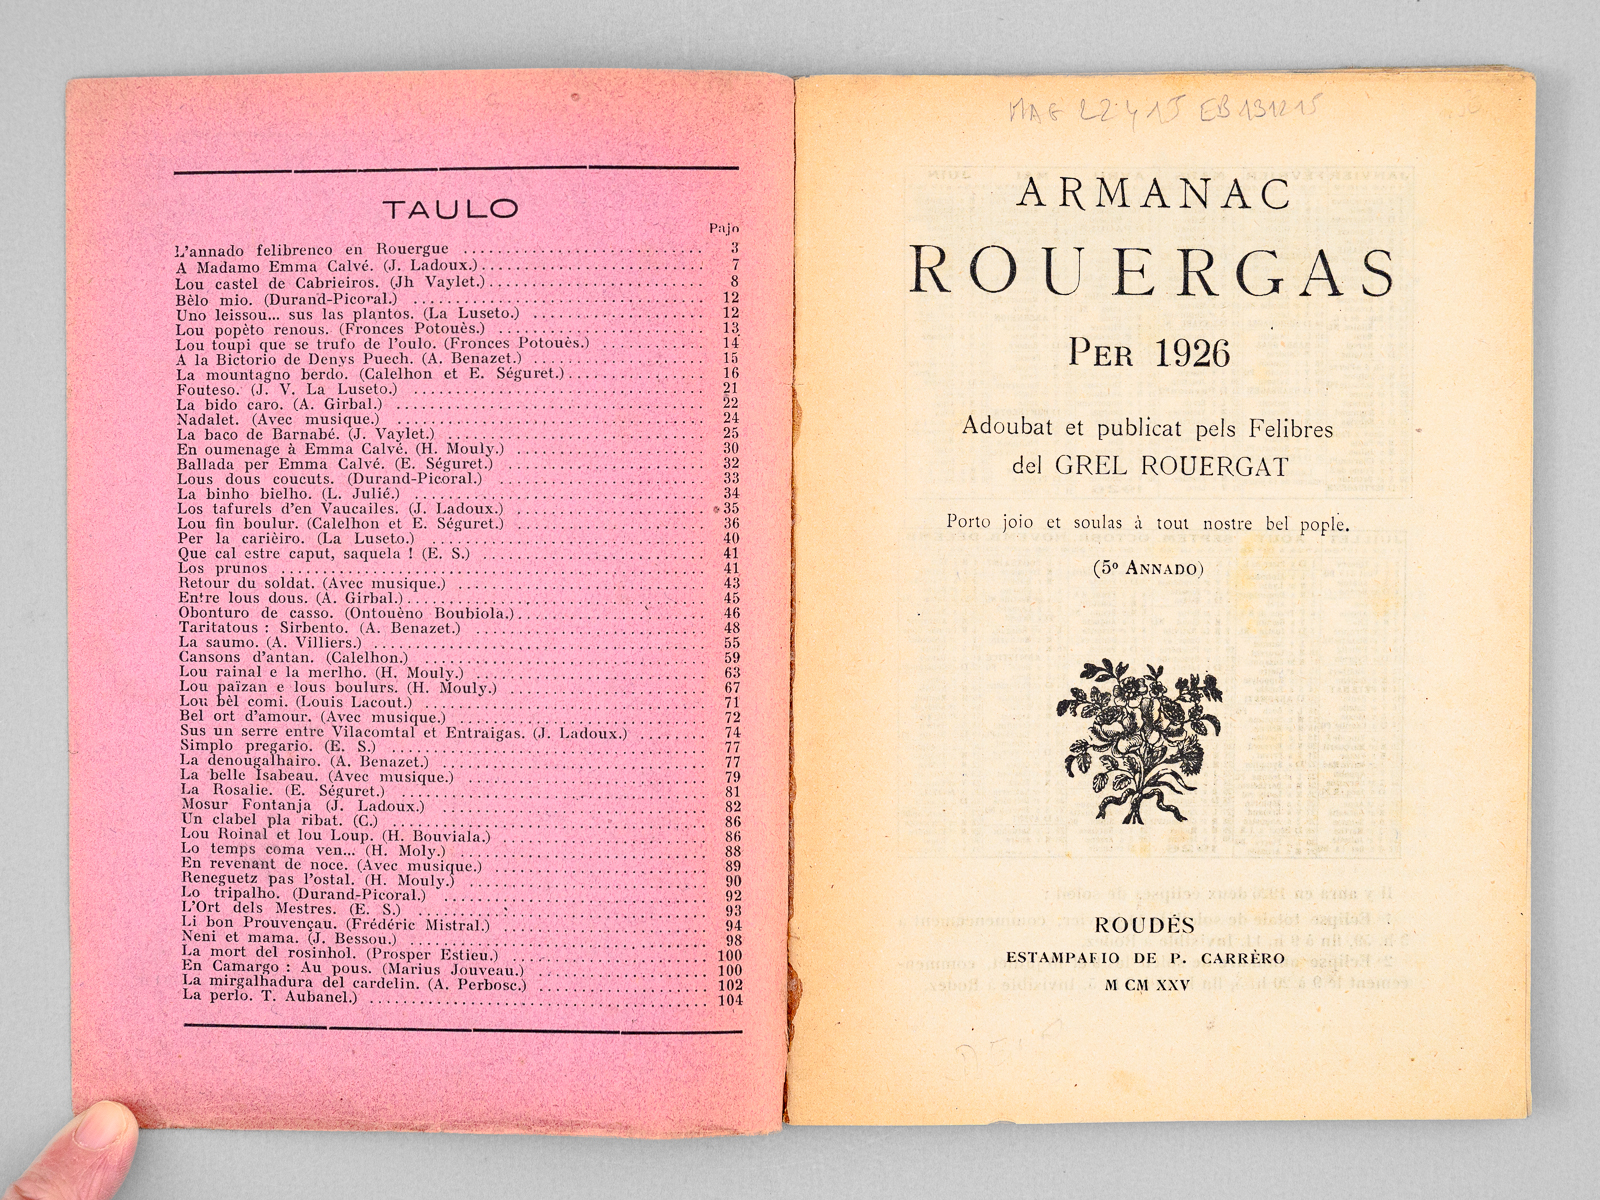 TAULO
Pajo
L'annado felibrenco en Rouergue 3
A Madamo Emma Calvé. (J. Ladoux.) 7
Lou castel de Cabrieiros. (Jh Vaylet.) 8
Bèlo mio. (Durand-Picoral.) 12
Uno leissou... sus las plantos. (La Luseto.) 12
Lou popèto renous. (Fronces Potouès.) 13
Lou toupi que se trufo de l'oulo. (Fronces Potouès.) 14
A la Bictorio de Denys Puech. (A. Benazet.) 15
La mountagno berdo. (Calelhon et E. Séguret.) 16
Fouteso. (J. V. La Luseto.) 21
La bido caro. (A. Girbal.) 22
Nadalet. (Avec musique.) 24
La baco de Barnabé. (J. Vaylet.) 25
En oumenage à Emma Calvé. (H. Mouly.) 30
Ballada per Emma Calvé. (E. Séguret.) 32
Lous dous coucuts. (Durand-Picoral.) 33
La binho bielho. (L. Julié.) 34
Los tafurels d'en Vaucailes. (J. Ladoux.) 35
Lou fin boulur. (Calelhon et E. Séguret.) 36
Per la carièiro. (La Luseto.) 40
Que cal estre caput, saquela ! (E. S.) 41
Los prunos 41
Retour du soldat. (Avec musique.) 43
Entre lous dous. (A. Girbal.) 45
Obonturo de casso. (Ontouèno Boubiola.) 46
Taritatous : Sirbento. (A. Benazet.) 48
La saumo. (A. Villiers.) 55
Cansons d'antan. (Calelhon.) 59
Lou rainal e la merlho. (H. Mouly.) 63
Lou païzan e lous boulurs. (H. Mouly.) 67
Lou bèl comi. (Louis Lacout.) 71
Bel ort d'amour. (Avec musique.) 72
Sus un serre entre Vilacomtal et Entraigas. (J. Ladoux.) 74
Simplo pregario. (E. S.) 77
La denougalhairo. (A. Benazet.) 77
La belle Isabeau. (Avec musique.) 79
La Rosalie. (E. Séguret.) 81
Mosur Fontanja (J. Ladoux.) 82
Un clabel pla ribat. (C.) 86
Lou Roinal et lou Loup. (H. Bouviala.) 86
Lo temps coma ven... (H. Moly.) 88
En revenant de noce. (Avec musique.) 89
Reneguetz pas l'ostal. (H. Mouly.) 90
Lo tripalho. (Durand-Picoral.) 92
L'Ort dels Mestres. (E. S.) 93
Li bon Prouvençau. (Frédéric Mistral.) 94
Neni et mama. (J. Bessou.) 98
La mort del rosinhol. (Prosper Estieu.) 100
En Camargo : Au pous. (Marius Jouveau.) 100
La mirgalhadura del cardelin. (A. Perbosc.) 102
La perlo. T. Aubanel.) 104
ARMANAC
ROUERGAS
PER 1926
Adoubat et publicat pels Felibres
del GREL ROUERGAT
Porto joio et soulas à tout nostre bel pople.
(5º ANNADO)
ROUDÉS
ESTAMPARIO DE P. CARRÈRO
M CM XXV